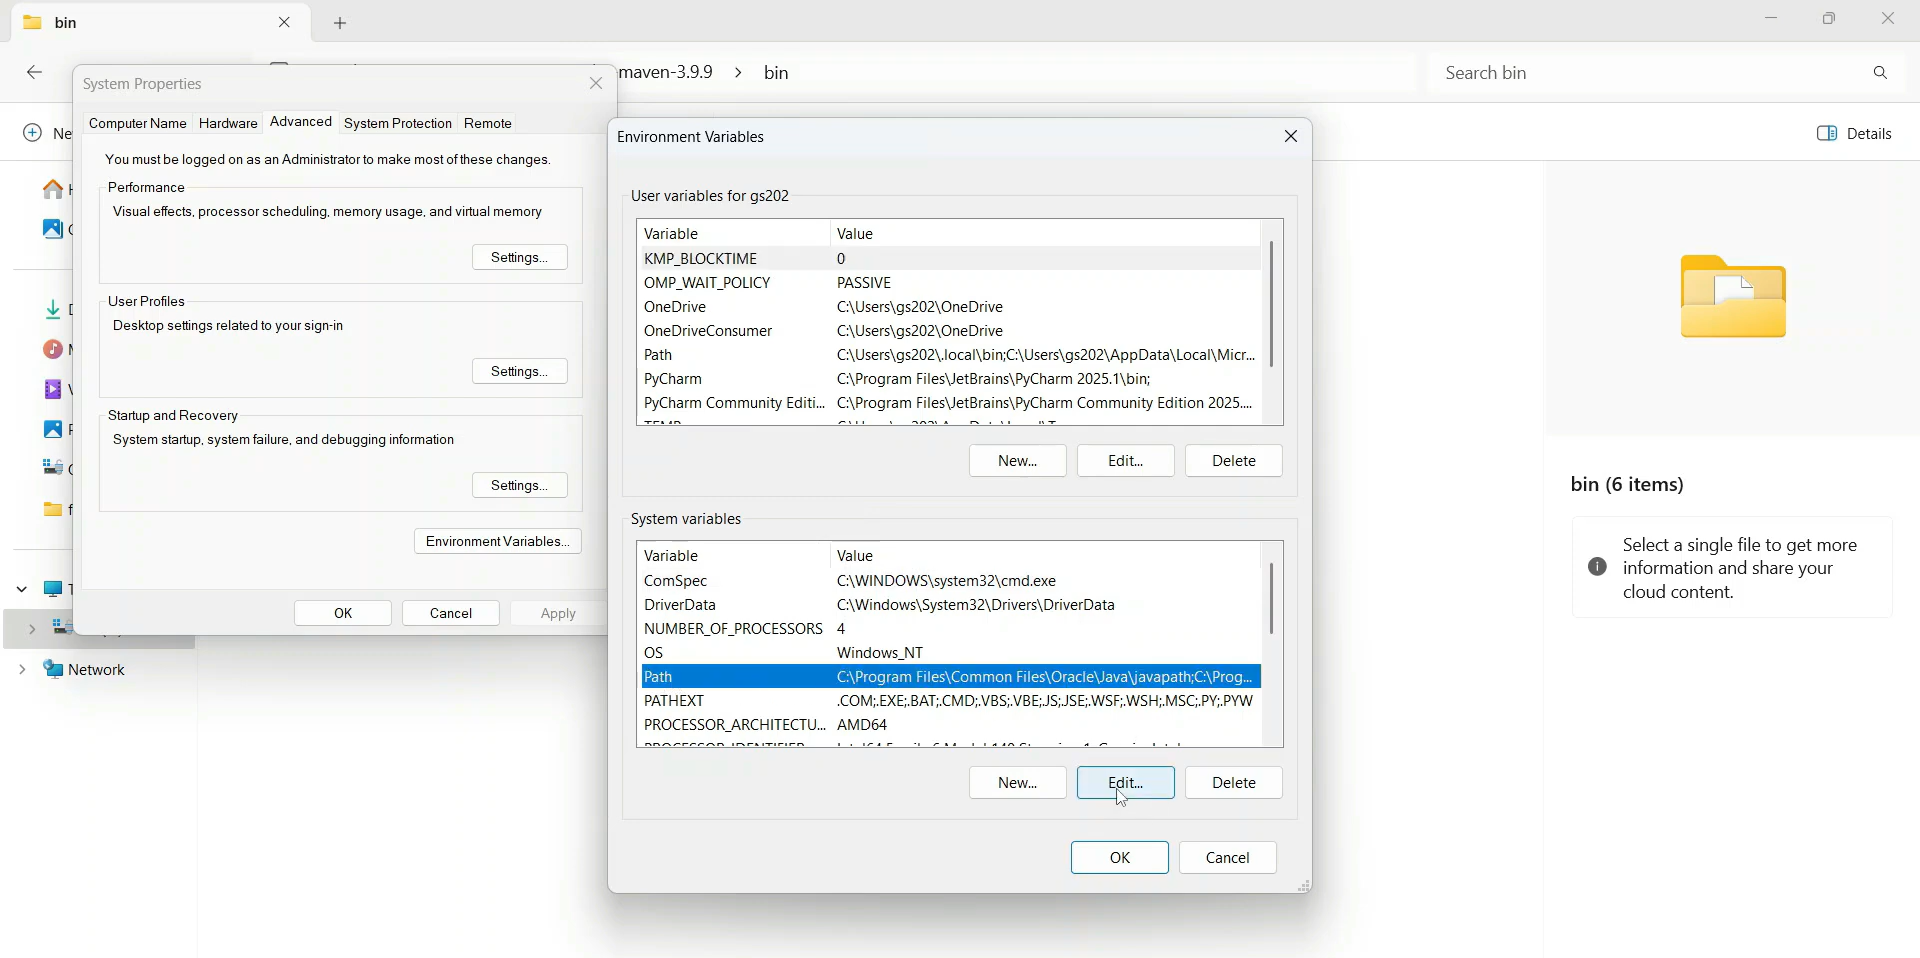 bin
maven-3.9.9 > bin
Search bin
System Properties
Computer Name Hardware Advanced System Protection Remote
You must be logged on as an Administrator to make most of these changes.
Performance
Visual effects, processor scheduling, memory usage, and virtual memory
Settings...
User Profiles
Desktop settings related to your sign-in
Settings...
Startup and Recovery
System startup, system failure, and debugging information
Settings...
Environment Variables...
OK Cancel Apply
Network
Environment Variables
User variables for gs202
Variable Value
KMP_BLOCKTIME 0
OMP_WAIT_POLICY PASSIVE
OneDrive C:\Users\gs202\OneDrive
OneDriveConsumer C:\Users\gs202\OneDrive
Path C:\Users\gs202\.local\bin;C:\Users\gs202\AppData\Local\Micr...
PyCharm C:\Program Files\JetBrains\PyCharm 2025.1\bin;
PyCharm Community Editi... C:\Program Files\JetBrains\PyCharm Community Edition 2025....
New... Edit... Delete
System variables
Variable Value
ComSpec C:\WINDOWS\system32\cmd.exe
DriverData C:\Windows\System32\Drivers\DriverData
NUMBER_OF_PROCESSORS 4
OS Windows_NT
Path C:\Program Files\Common Files\Oracle\Java\javapath;C:\Prog...
PATHEXT .COM;.EXE;.BAT;.CMD;.VBS;.VBE;.JS;.JSE;.WSF;.WSH;.MSC;.PY;.PYW
PROCESSOR_ARCHITECTU... AMD64
New... Edit... Delete
OK Cancel
Details
bin (6 items)
Select a single file to get more
information and share your
cloud content.